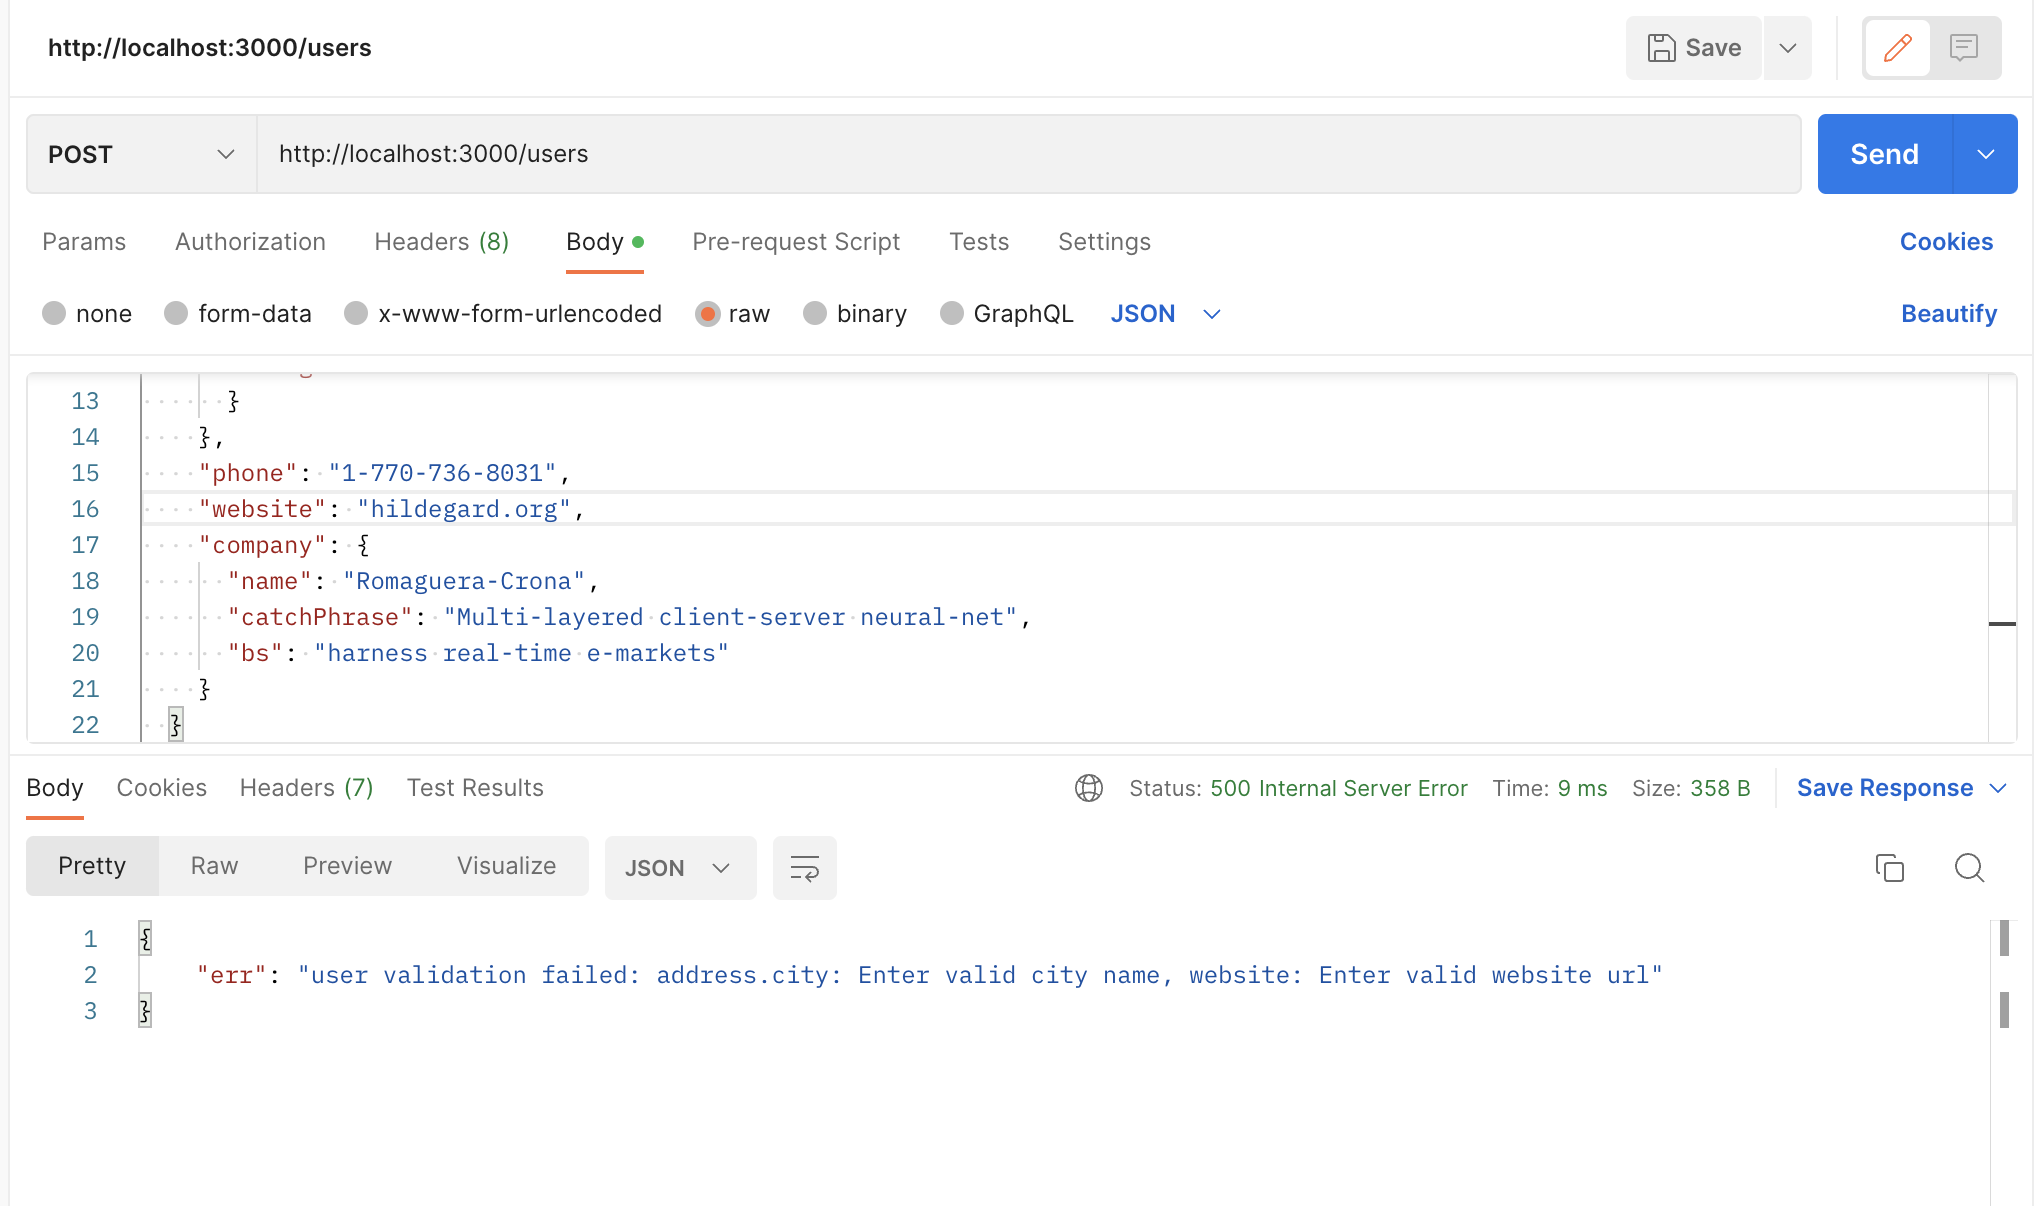 http://localhost:3000/users
Save
POST
http://localhost:3000/users
Send
Params Authorization Headers (8) Body Pre-request Script Tests Settings Cookies
none form-data x-www-form-urlencoded raw binary GraphQL JSON Beautify
13 }
14 },
15 "phone": "1-770-736-8031",
16 "website": "hildegard.org",
17 "company": {
18 "name": "Romaguera-Crona",
19 "catchPhrase": "Multi-layered client-server neural-net",
20 "bs": "harness real-time e-markets"
21 }
22 }
Body Cookies Headers (7) Test Results Status: 500 Internal Server Error Time: 9 ms Size: 358 B Save Response
Pretty Raw Preview Visualize JSON
1 {
2 "err": "user validation failed: address.city: Enter valid city name, website: Enter valid website url"
3 }